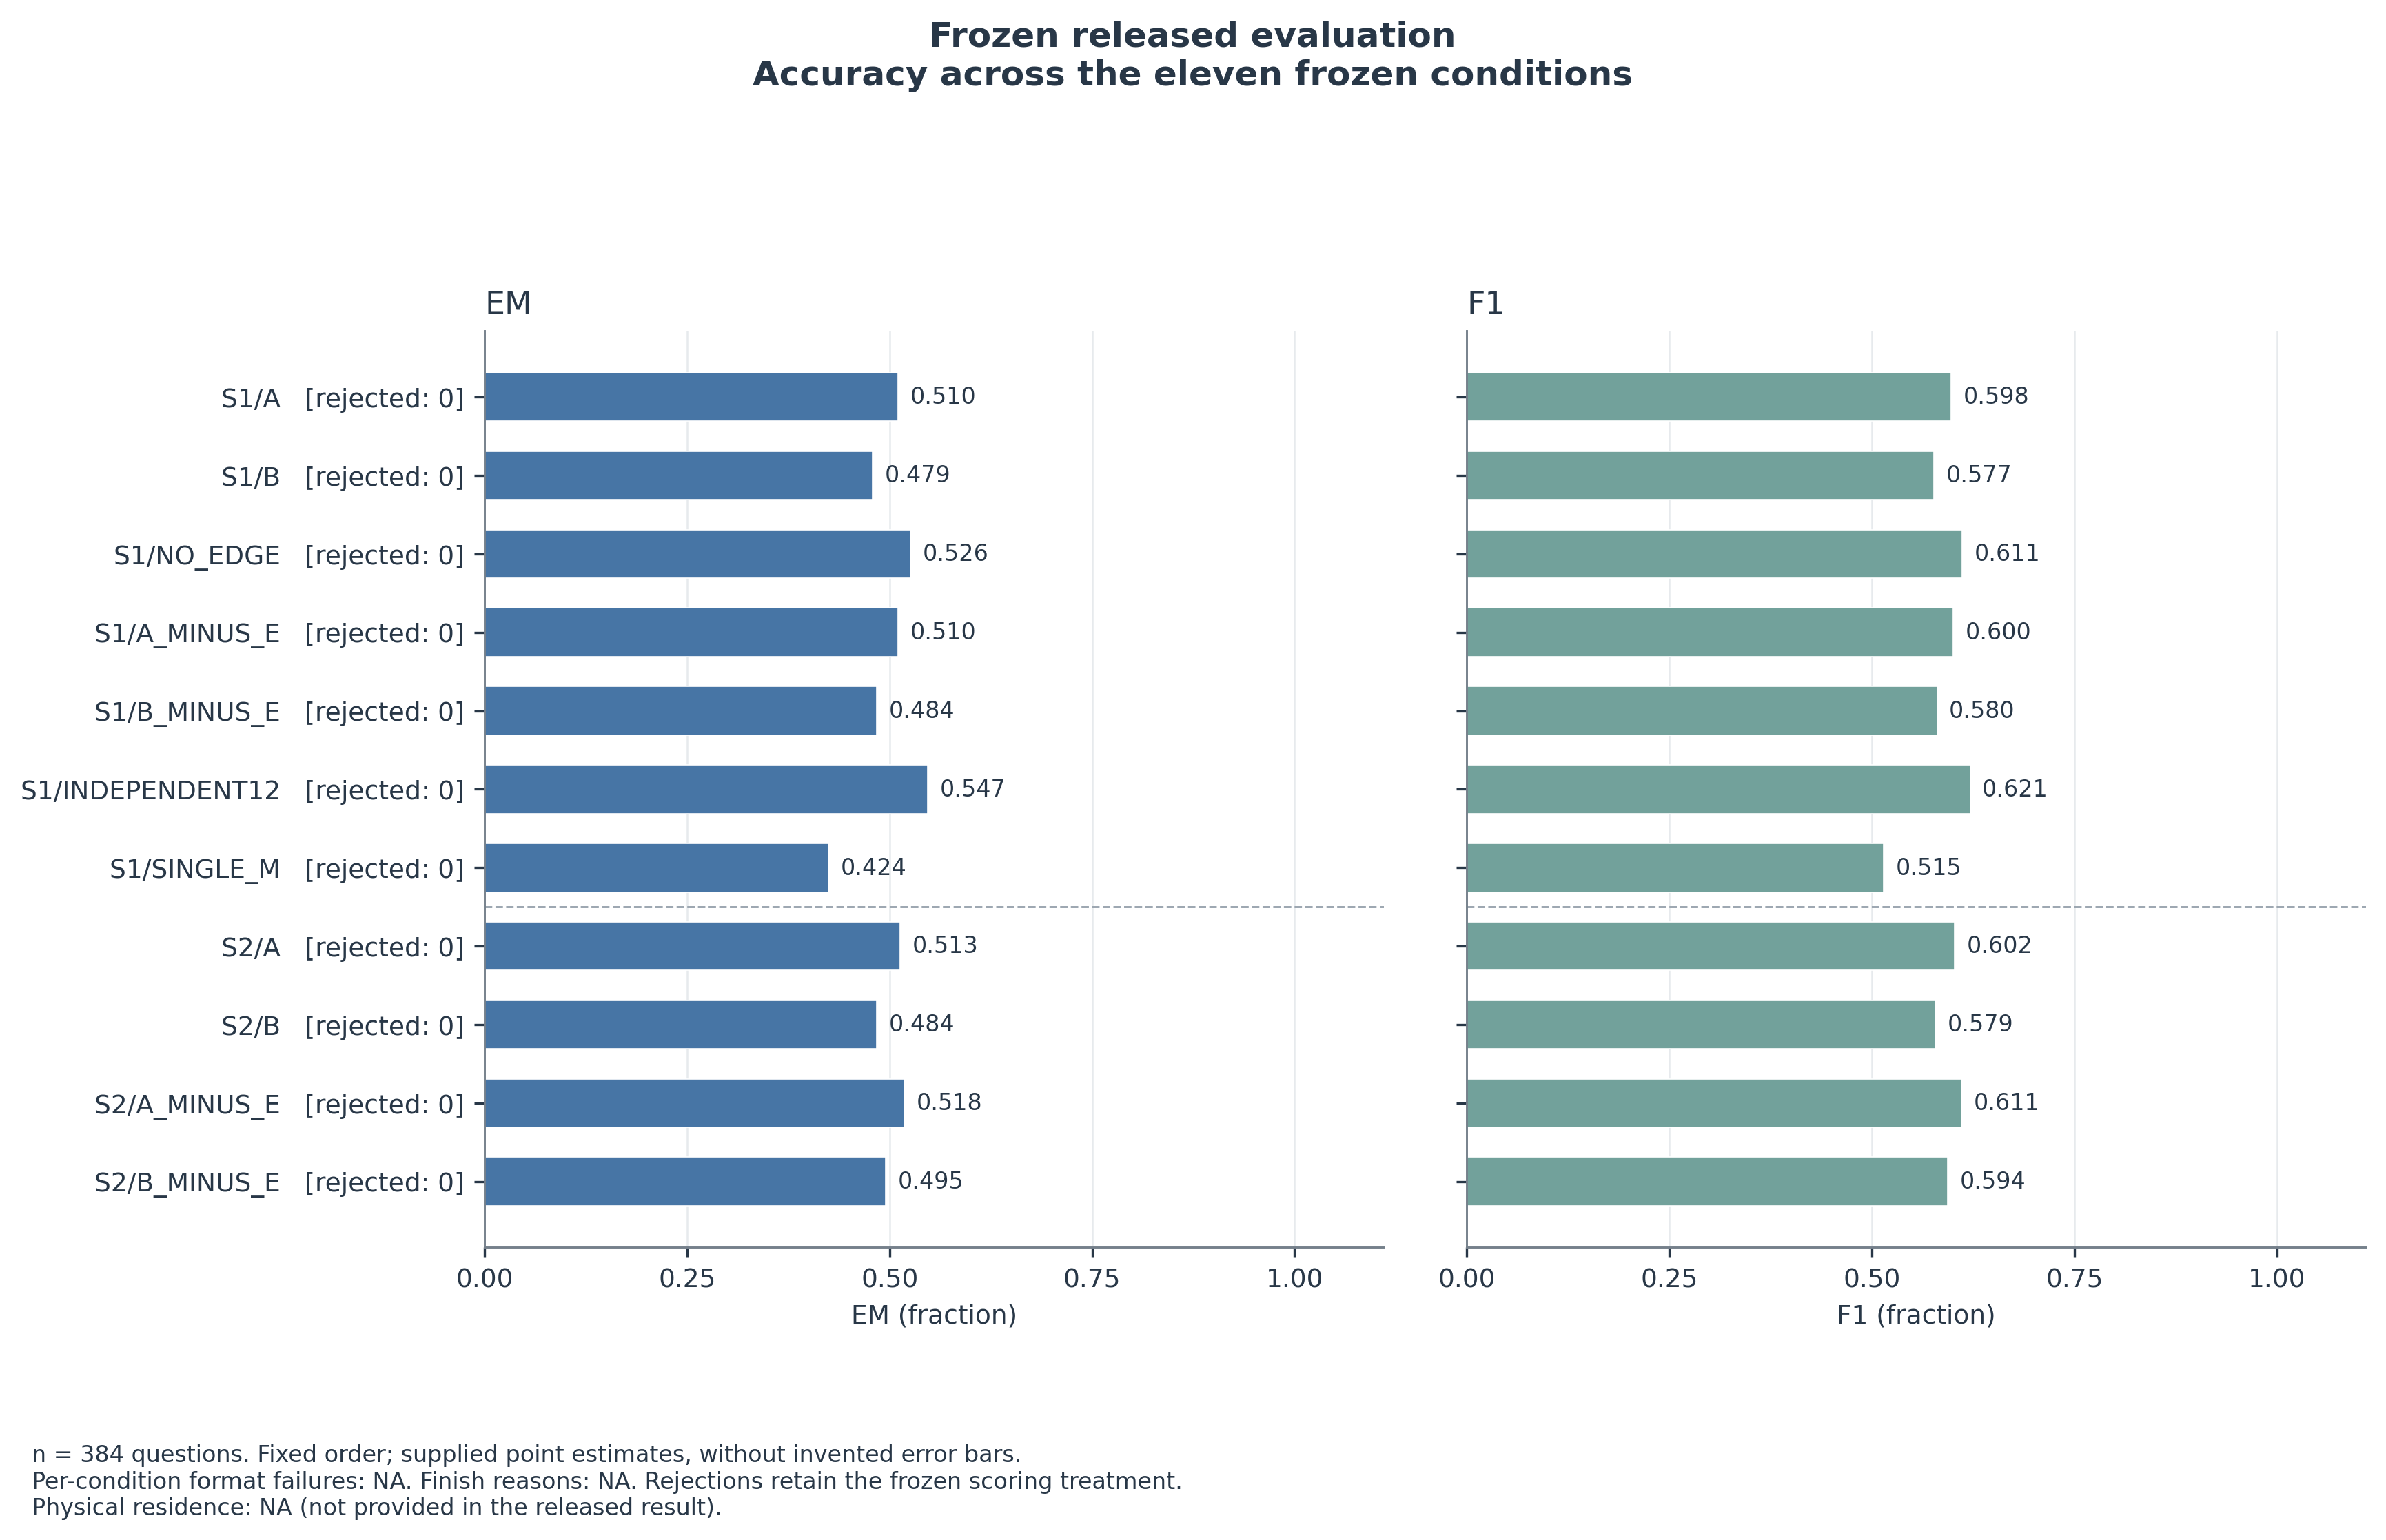 Frozen released evaluation
Accuracy across the eleven frozen conditions
EM
S1/A [rejected: 0] 0.510
S1/B [rejected: 0] 0.479
S1/NO_EDGE [rejected: 0] 0.526
S1/A_MINUS_E [rejected: 0] 0.510
S1/B_MINUS_E [rejected: 0] 0.484
S1/INDEPENDENT12 [rejected: 0] 0.547
S1/SINGLE_M [rejected: 0] 0.424
S2/A [rejected: 0] 0.513
S2/B [rejected: 0] 0.484
S2/A_MINUS_E [rejected: 0] 0.518
S2/B_MINUS_E [rejected: 0] 0.495
0.00 0.25 0.50 0.75 1.00
EM (fraction)
F1
0.598
0.577
0.611
0.600
0.580
0.621
0.515
0.602
0.579
0.611
0.594
0.00 0.25 0.50 0.75 1.00
F1 (fraction)
n = 384 questions. Fixed order; supplied point estimates, without invented error bars.
Per-condition format failures: NA. Finish reasons: NA. Rejections retain the frozen scoring treatment.
Physical residence: NA (not provided in the released result).